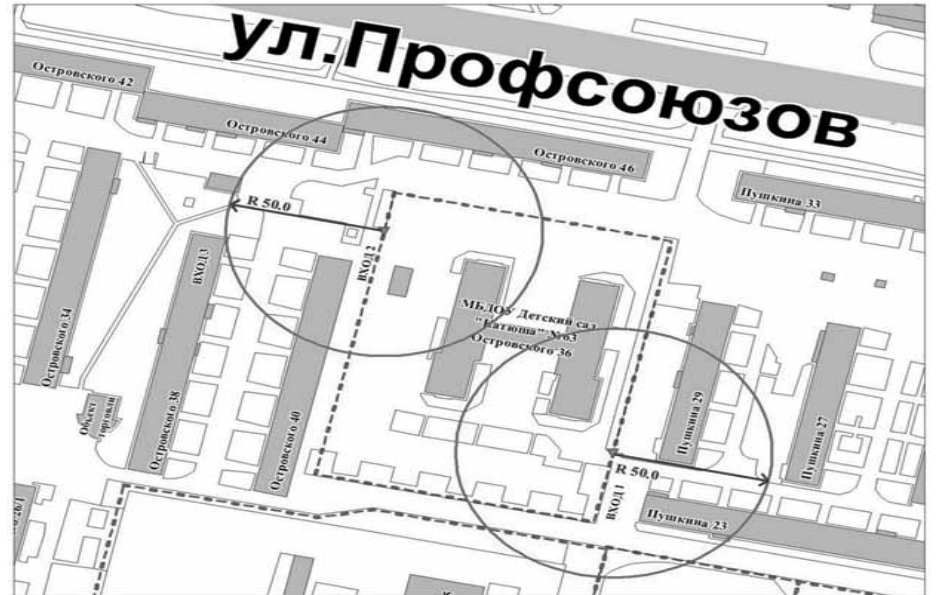 ул.Профсоюзов
Островского 42
Островского 44
Островского 46
Пушкина 33
R 50.0
ВХОД 2
ВХОД 3
МБДОУ Детский сад
"Катюша" №63
Островского 36
Островского 34
Островского 38
Островского 40
Объект
торговли
Пушкина 29
Пушкина 27
R 50.0
ВХОД 1
Пушкина 23